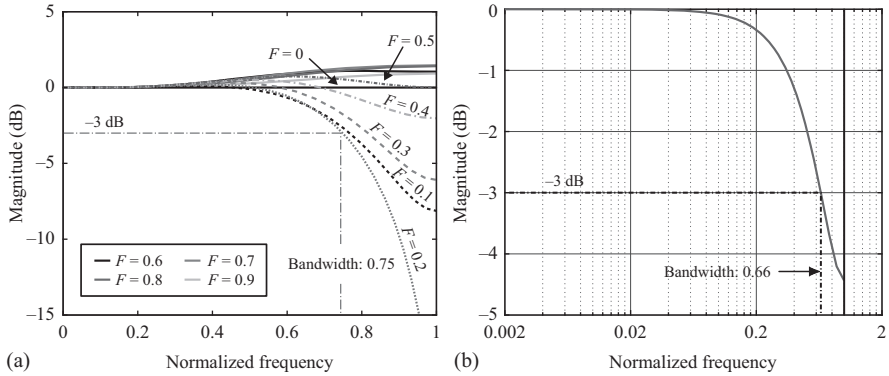 5
0
–5
–10
–15
Magnitude (dB)
F = 0
F = 0.5
F = 0.4
–3 dB
F = 0.3
F = 0.1
F = 0.2
Bandwidth: 0.75
F = 0.6
F = 0.7
F = 0.8
F = 0.9
0
0.2
0.4
0.6
0.8
1
(a)
Normalized frequency
0
–1
–2
–3
–4
–5
Magnitude (dB)
–3 dB
Bandwidth: 0.66
0.002
0.02
0.2
2
(b)
Normalized frequency